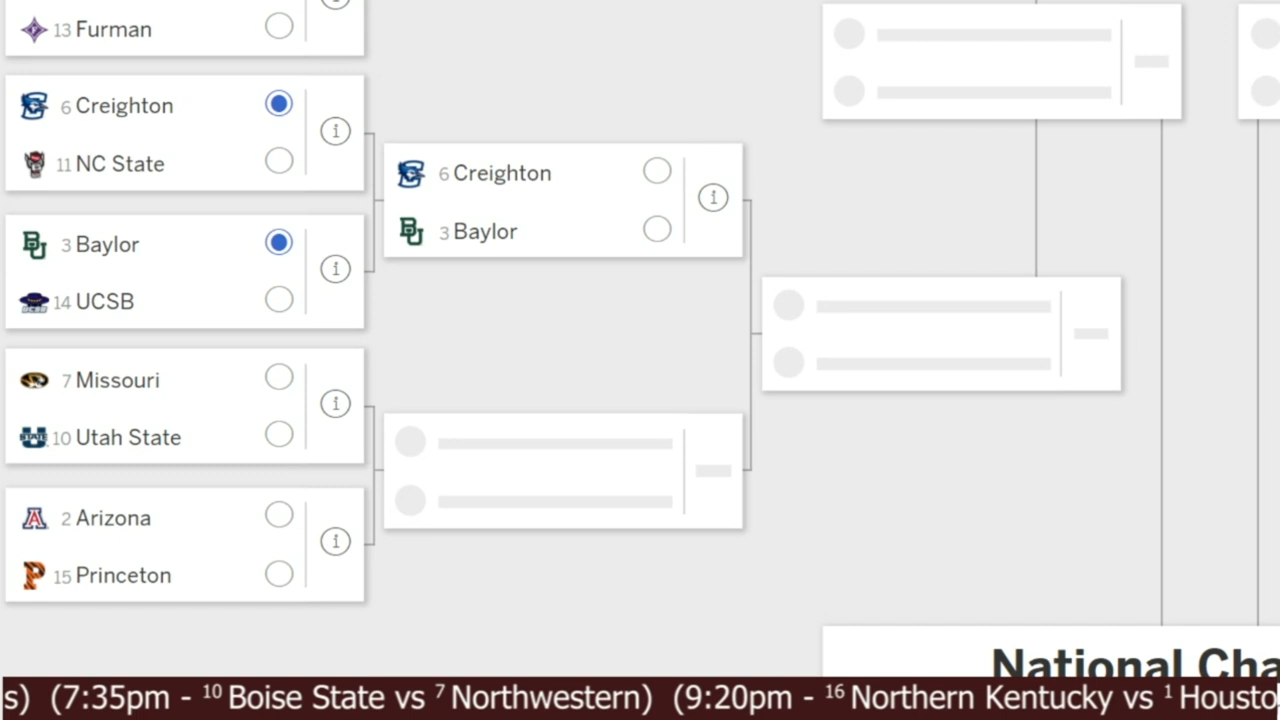 13 Furman
6 Creighton
11 NC State
3 Baylor
14 UCSB
7 Missouri
10 Utah State
2 Arizona
15 Princeton
6 Creighton
3 Baylor
National Cha
s) (7:35pm - 10 Boise State vs 7 Northwestern) (9:20pm - 16 Northern Kentucky vs 1 Housto